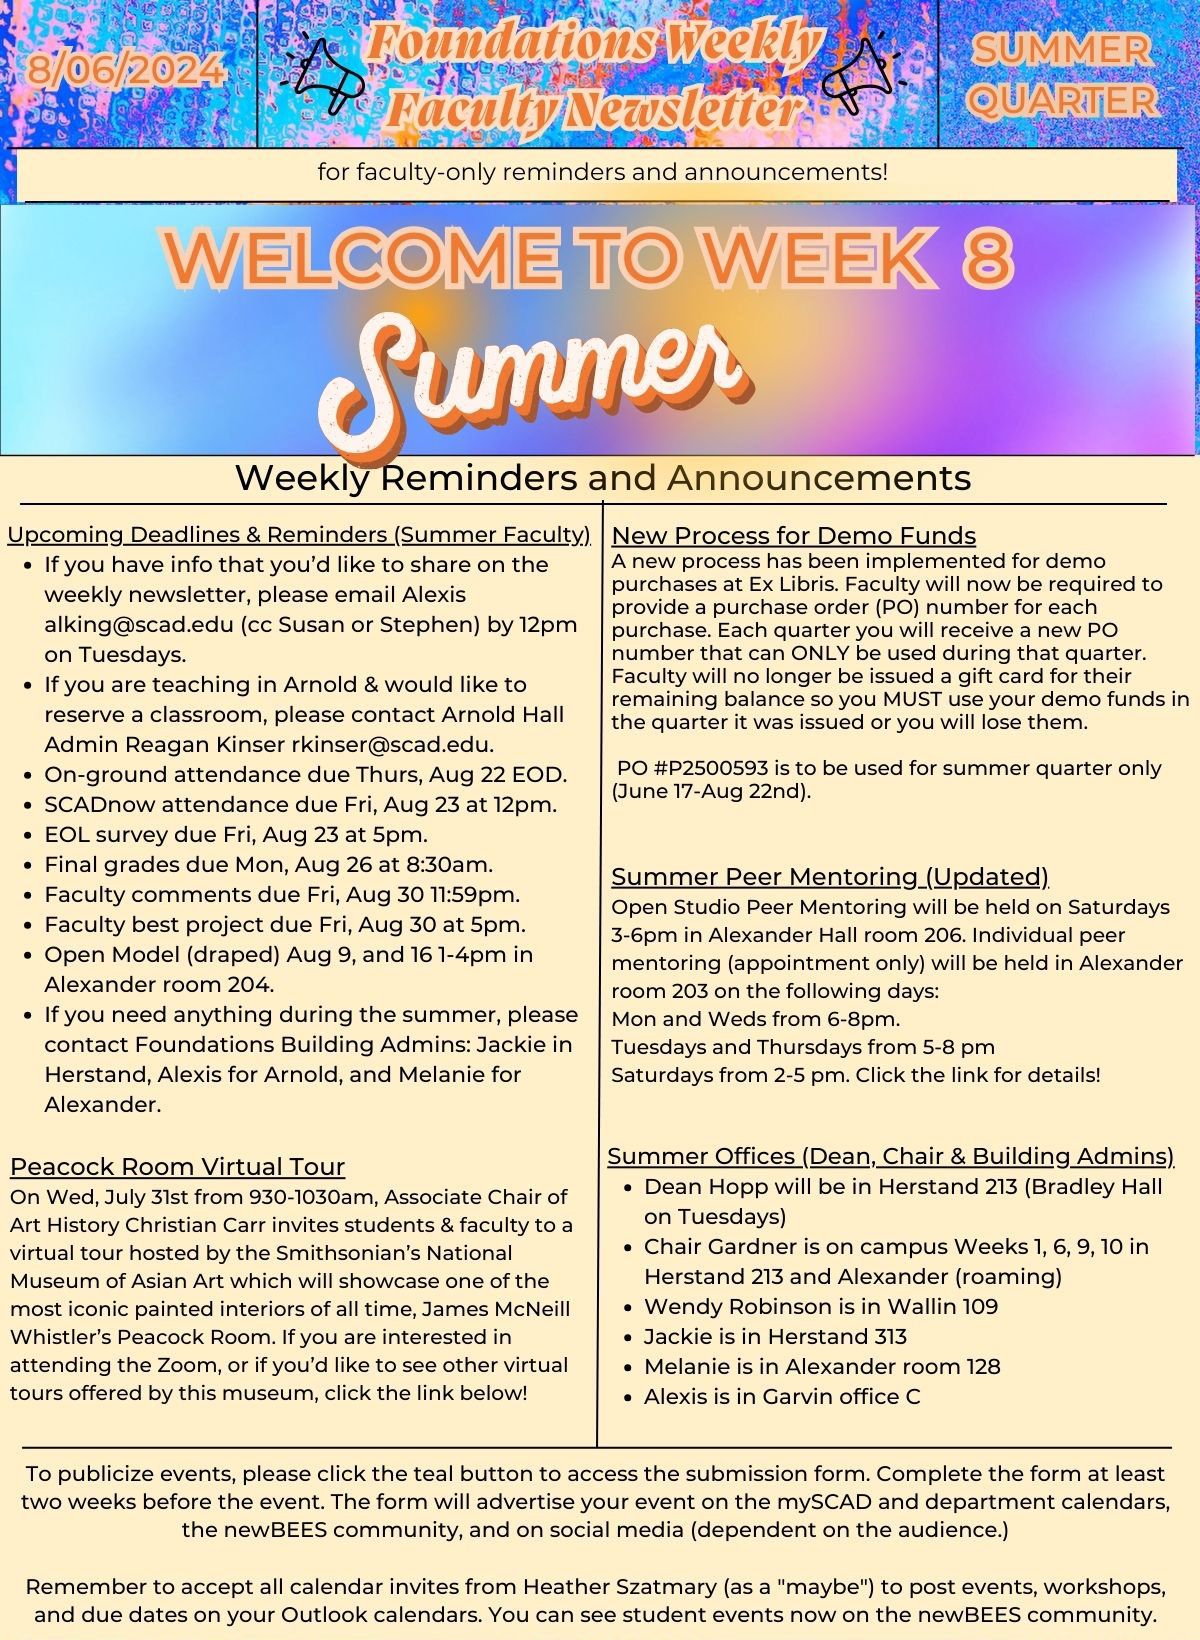 8/06/2024
Foundations Weekly
Faculty Newsletter
SUMMER
QUARTER
for faculty-only reminders and announcements!
WELCOME TO WEEK 8
Summer
Weekly Reminders and Announcements
Upcoming Deadlines & Reminders (Summer Faculty)
• If you have info that you’d like to share on the
weekly newsletter, please email Alexis
alking@scad.edu (cc Susan or Stephen) by 12pm
on Tuesdays.
• If you are teaching in Arnold & would like to
reserve a classroom, please contact Arnold Hall
Admin Reagan Kinser rkinser@scad.edu.
• On-ground attendance due Thurs, Aug 22 EOD.
• SCADnow attendance due Fri, Aug 23 at 12pm.
• EOL survey due Fri, Aug 23 at 5pm.
• Final grades due Mon, Aug 26 at 8:30am.
• Faculty comments due Fri, Aug 30 11:59pm.
• Faculty best project due Fri, Aug 30 at 5pm.
• Open Model (draped) Aug 9, and 16 1-4pm in
Alexander room 204.
• If you need anything during the summer, please
contact Foundations Building Admins: Jackie in
Herstand, Alexis for Arnold, and Melanie for
Alexander.
Peacock Room Virtual Tour
On Wed, July 31st from 930-1030am, Associate Chair of
Art History Christian Carr invites students & faculty to a
virtual tour hosted by the Smithsonian’s National
Museum of Asian Art which will showcase one of the
most iconic painted interiors of all time, James McNeill
Whistler’s Peacock Room. If you are interested in
attending the Zoom, or if you’d like to see other virtual
tours offered by this museum, click the link below!
New Process for Demo Funds
A new process has been implemented for demo
purchases at Ex Libris. Faculty will now be required to
provide a purchase order (PO) number for each
purchase. Each quarter you will receive a new PO
number that can ONLY be used during that quarter.
Faculty will no longer be issued a gift card for their
remaining balance so you MUST use your demo funds in
the quarter it was issued or you will lose them.
PO #P2500593 is to be used for summer quarter only
(June 17-Aug 22nd).
Summer Peer Mentoring (Updated)
Open Studio Peer Mentoring will be held on Saturdays
3-6pm in Alexander Hall room 206. Individual peer
mentoring (appointment only) will be held in Alexander
room 203 on the following days:
Mon and Weds from 6-8pm.
Tuesdays and Thursdays from 5-8 pm
Saturdays from 2-5 pm. Click the link for details!
Summer Offices (Dean, Chair & Building Admins)
• Dean Hopp will be in Herstand 213 (Bradley Hall
on Tuesdays)
• Chair Gardner is on campus Weeks 1, 6, 9, 10 in
Herstand 213 and Alexander (roaming)
• Wendy Robinson is in Wallin 109
• Jackie is in Herstand 313
• Melanie is in Alexander room 128
• Alexis is in Garvin office C
To publicize events, please click the teal button to access the submission form. Complete the form at least
two weeks before the event. The form will advertise your event on the mySCAD and department calendars,
the newBEES community, and on social media (dependent on the audience.)
Remember to accept all calendar invites from Heather Szatmary (as a "maybe") to post events, workshops,
and due dates on your Outlook calendars. You can see student events now on the newBEES community.